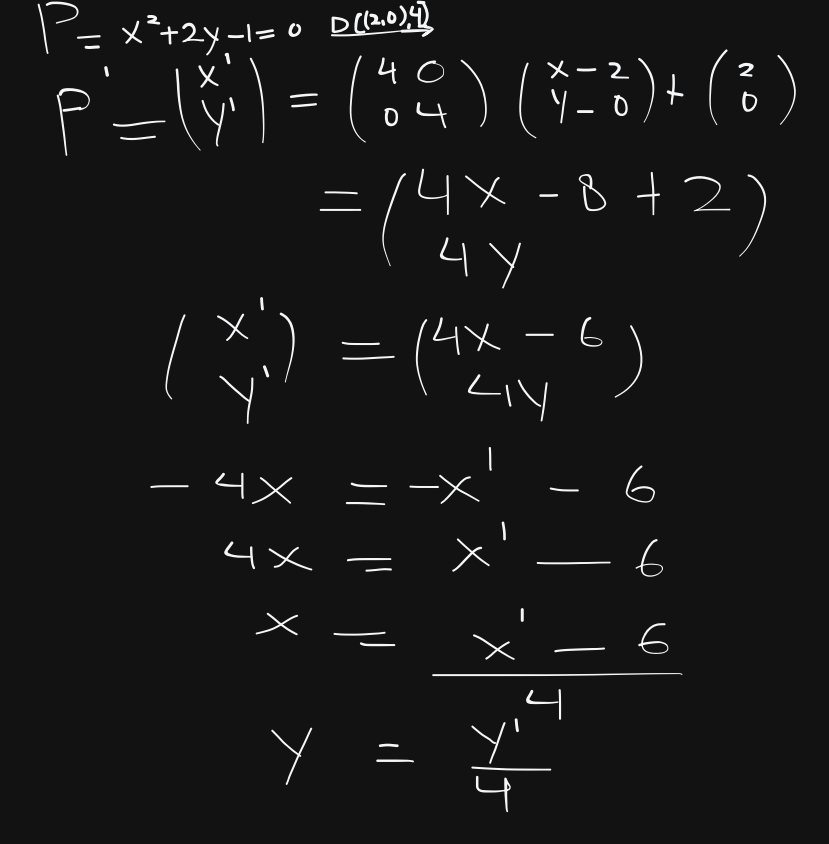 P = x²+2y-1=0 D((2,0),4)
P' = (x' y') = (4 0 0 4) (x-2 y-0) + (2 0)
= (4x - 8 + 2 4y)
(x' y') = (4x - 6 4y)
- 4x = -x' - 6
4x = x' - 6
x = x' - 6
4
y = y'
4